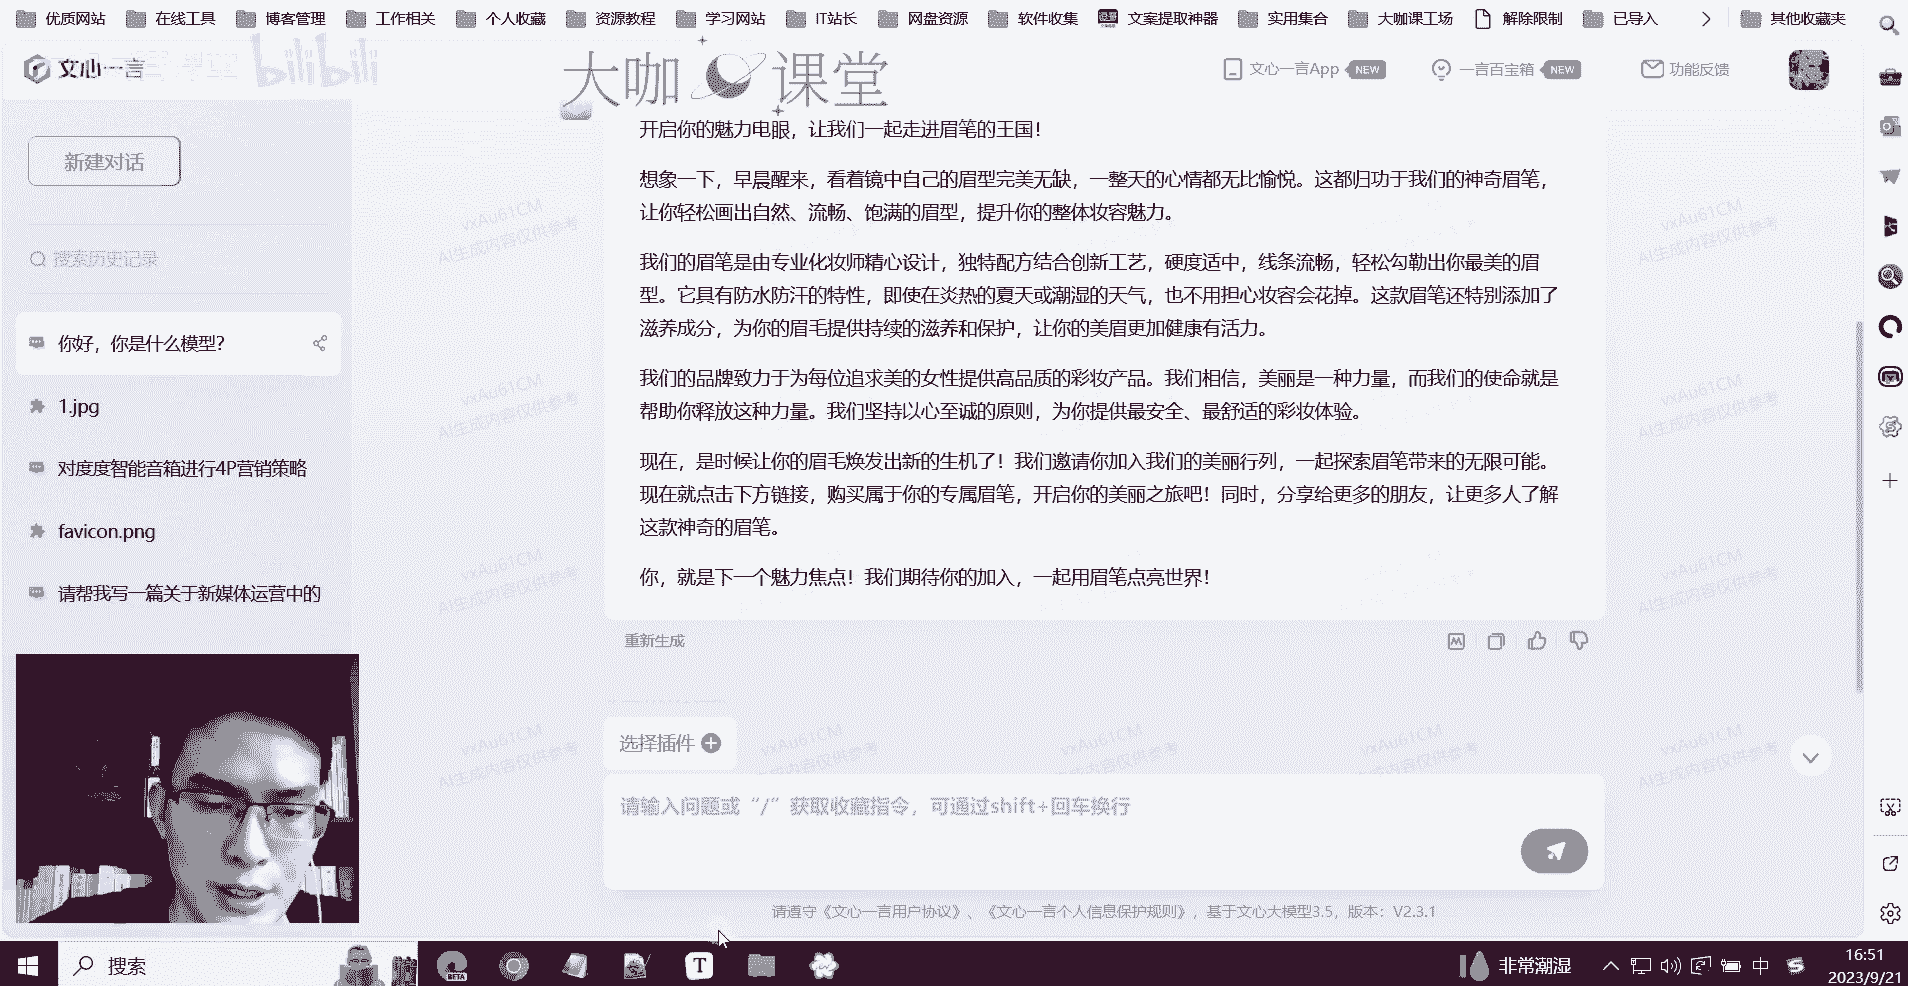 优质网站 在线工具 博客管理 工作相关 个人收藏 资源教程 学习网站 IT站长 网盘资源 软件收集 文案提取神器 实用集合 大咖课工场 解除限制 已导入 其他收藏夹
文心一言 bilibili 大咖课堂 文心一言App NEW 一言百宝箱 NEW 功能反馈
新建对话
搜索历史记录
你好，你是什么模型？
1.jpg
对度度智能音箱进行4P营销策略
favicon.png
请帮我写一篇关于新媒体运营中的
开启你的魅力电眼，让我们一起走进眉笔的王国！
想象一下，早晨醒来，看着镜中自己的眉型完美无缺，一整天的心情都无比愉悦。这都归功于我们的神奇眉笔，
让你轻松画出自然、流畅、饱满的眉型，提升你的整体妆容魅力。
我们的眉笔是由专业化妆师精心设计，独特配方结合创新工艺，硬度适中，线条流畅，轻松勾勒出你最美的眉
型。它具有防水防汗的特性，即使在炎热的夏天或潮湿的天气，也不用担心妆容会花掉。这款眉笔还特别添加了
滋养成分，为你的眉毛提供持续的滋养和保护，让你的美眉更加健康有活力。
我们的品牌致力于为每位追求美的女性提供高品质的彩妆产品。我们相信，美丽是一种力量，而我们的使命就是
帮助你释放这种力量。我们坚持以心至诚的原则，为你提供最安全、最舒适的彩妆体验。
现在，是时候让你的眉毛焕发出新的生机了！我们邀请你加入我们的美丽行列，一起探索眉笔带来的无限可能。
现在就点击下方链接，购买属于你的专属眉笔，开启你的美丽之旅吧！同时，分享给更多的朋友，让更多人了解
这款神奇的眉笔。
你，就是下一个魅力焦点！我们期待你的加入，一起用眉笔点亮世界！
重新生成
选择插件
请输入问题或“/”获取收藏指令，可通过shift+回车换行
请遵守《文心一言用户协议》、《文心一言个人信息保护规则》，基于文心大模型3.5，版本：V2.3.1
vxAu61CM
AI生成内容仅供参考
搜索 BETA T 非常潮湿 中 16:51
2023/9/21